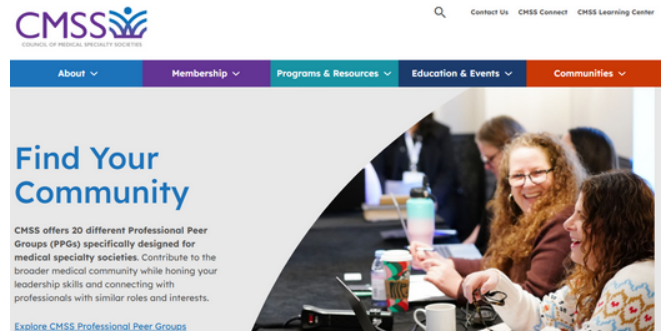 CMSS
COUNCIL OF MEDICAL SPECIALTY SOCIETIES
Contact Us CMSS Connect CMSS Learning Center
About Membership Programs & Resources Education & Events Communities
Find Your
Community
CMSS offers 20 different Professional Peer
Groups (PPGs) specifically designed for
medical specialty societies. Contribute to the
broader medical community while honing your
leadership skills and connecting with
professionals with similar roles and interests.
Explore CMSS Professional Peer Groups